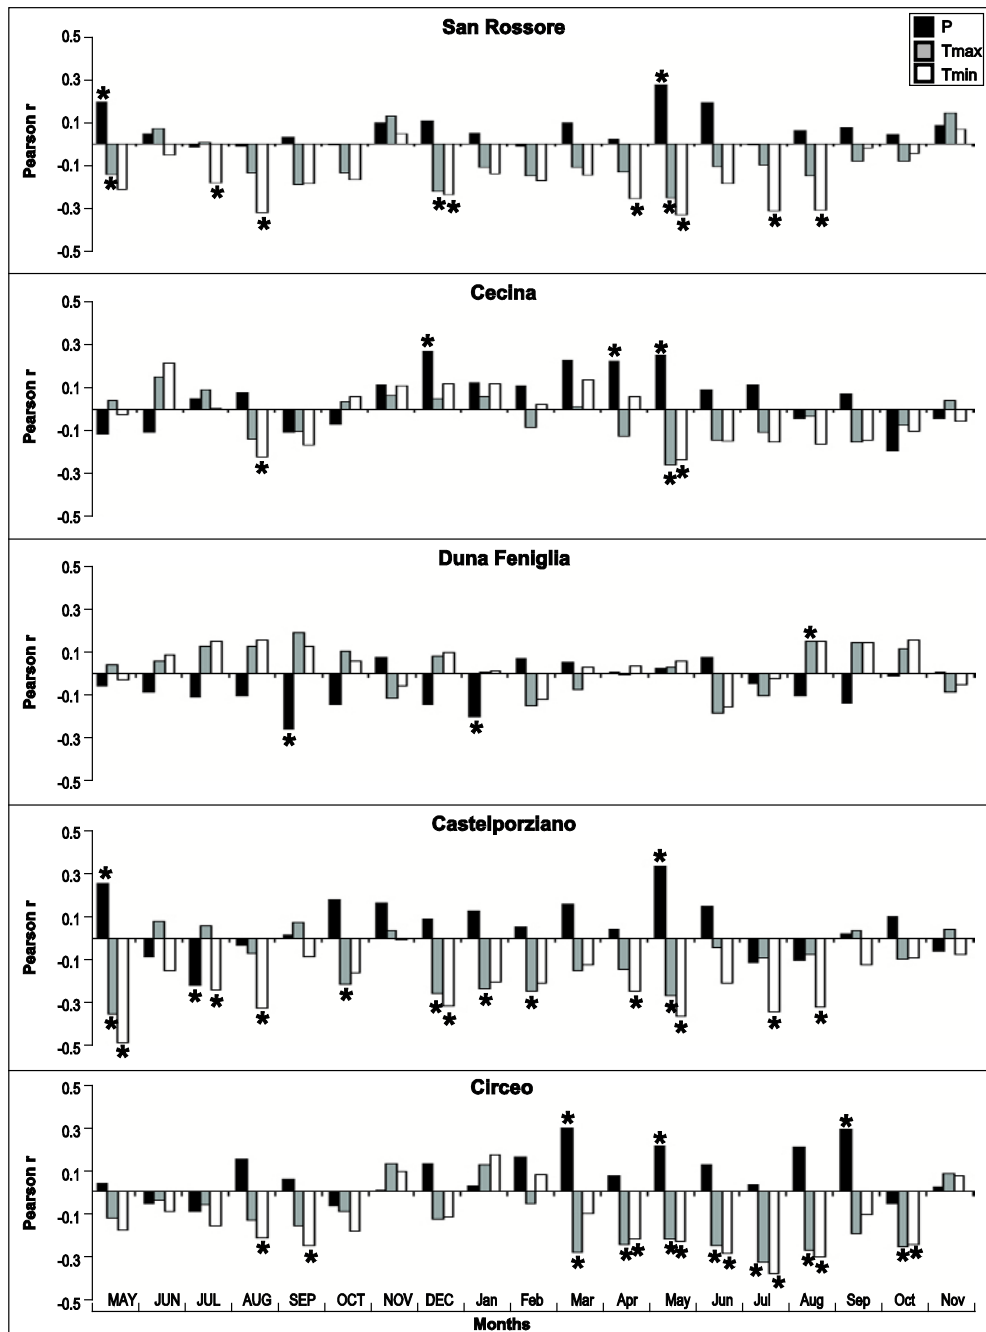 San Rossore
P
Tmax
Tmin
0.5
0.3
0.1
-0.1
-0.3
-0.5
Pearson r
* * * * * * * * * * * * *
Cecina
0.5
0.3
0.1
-0.1
-0.3
-0.5
Pearson r
* * * * * *
Duna Feniglia
0.5
0.3
0.1
-0.1
-0.3
-0.5
Pearson r
* * *
Castelporziano
0.5
0.3
0.1
-0.1
-0.3
-0.5
Pearson r
* * * * * * * * * * * * * * * * *
Circeo
0.5
0.3
0.1
-0.1
-0.3
-0.5
Pearson r
* * * * * * * * * * * * * * * * * *
MAY JUN JUL AUG SEP OCT NOV DEC Jan Feb Mar Apr May Jun Jul Aug Sep Oct Nov
Months